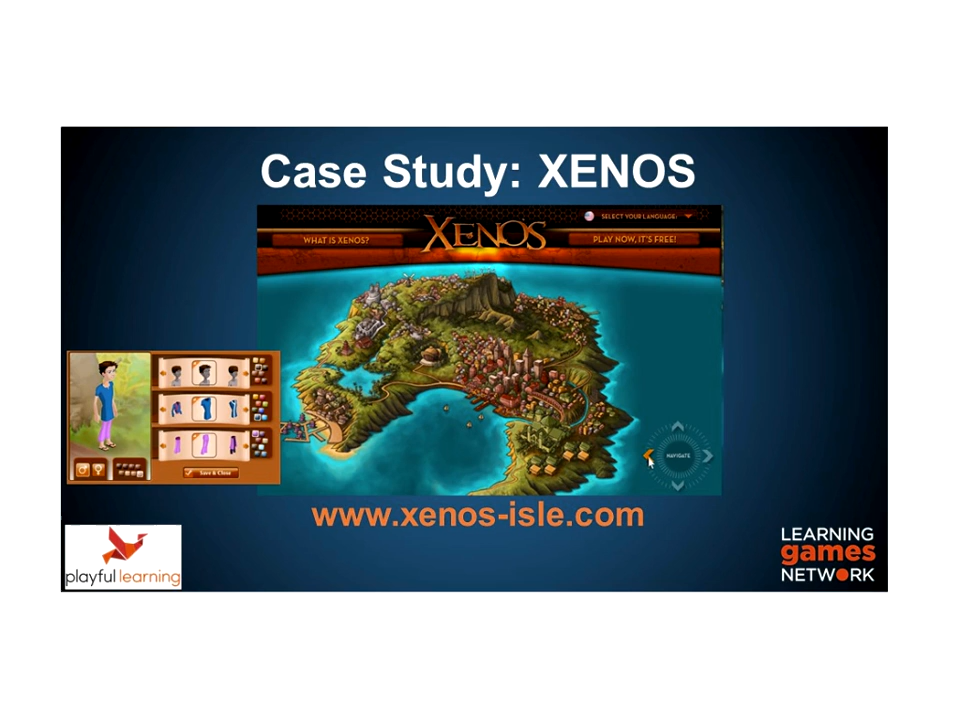 Case Study: XENOS
SELECT YOUR LANGUAGE:
WHAT IS XENOS?
XENOS
PLAY NOW, IT'S FREE!
NAVIGATE
Save & Close
www.xenos-isle.com
playful learning
LEARNING
games
NETWORK